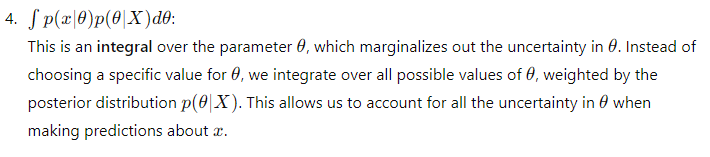 4. ∫ p(x|θ)p(θ|X)dθ:
This is an integral over the parameter θ, which marginalizes out the uncertainty in θ. Instead of
choosing a specific value for θ, we integrate over all possible values of θ, weighted by the
posterior distribution p(θ|X). This allows us to account for all the uncertainty in θ when
making predictions about x.